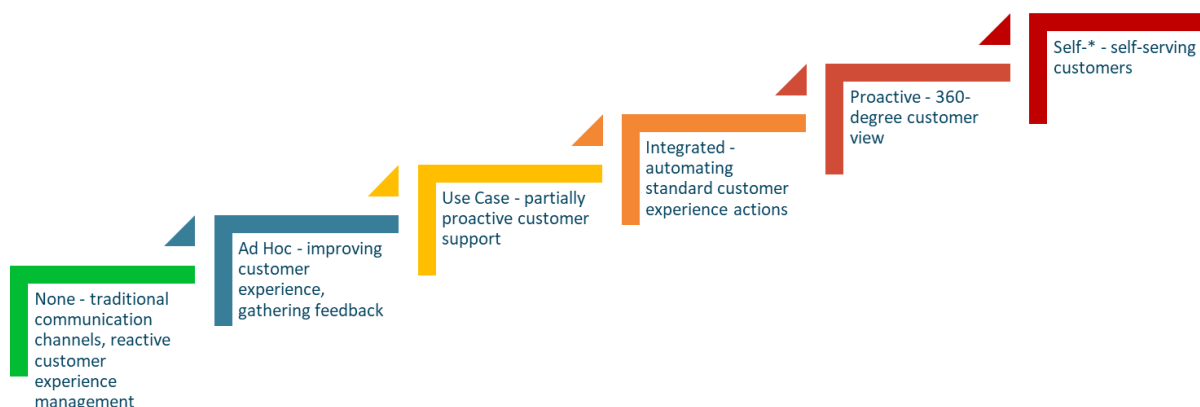 None - traditional
communication
channels, reactive
customer
experience
management
Ad Hoc - improving
customer
experience,
gathering feedback
Use Case - partially
proactive customer
support
Integrated -
automating
standard customer
experience actions
Proactive - 360-
degree customer
view
Self-* - self-serving
customers